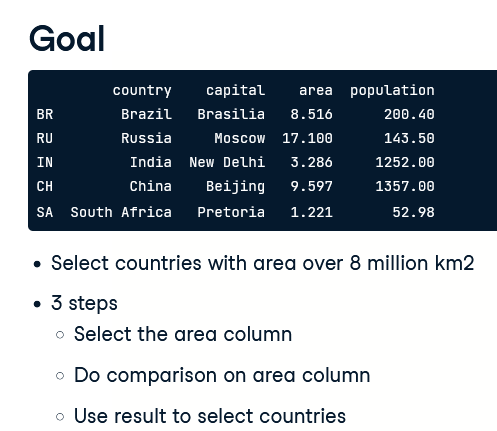 Goal
country capital area population
BR Brazil Brasilia 8.516 200.40
RU Russia Moscow 17.100 143.50
IN India New Delhi 3.286 1252.00
CH China Beijing 9.597 1357.00
SA South Africa Pretoria 1.221 52.98
• Select countries with area over 8 million km2
• 3 steps
○ Select the area column
○ Do comparison on area column
○ Use result to select countries